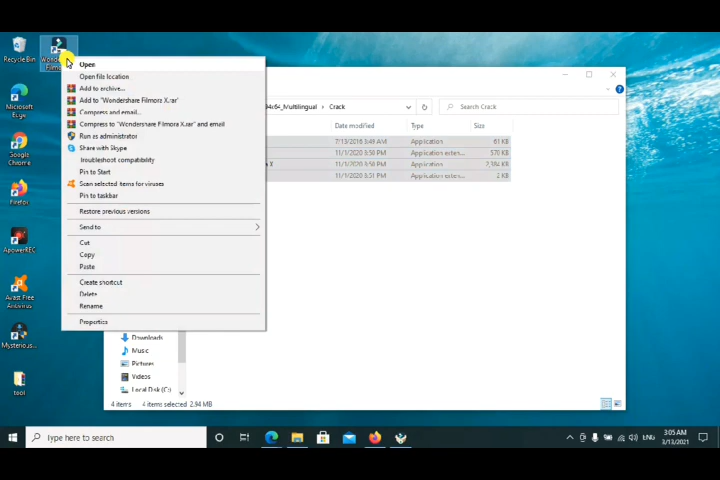 Recycle Bin
Microsoft
Edge
Google
Chrome
Firefox
ApowerREC
Avast Free
Antivirus
Mysterious...
tool
Open
Open file location
Add to archive...
Add to "Wondershare Filmora X.rar"
Compress and email...
Compress to "Wondershare Filmora X.rar" and email
Run as administrator
Share with Skype
Troubleshoot compatibility
Pin to Start
Scan selected items for viruses
Pin to taskbar
Restore previous versions
Send to
Cut
Copy
Paste
Create shortcut
Delete
Rename
Properties
04c64_Multilingual
Crack
Search Crack
Date modified
Type
Size
7/13/2016 3:49 AM
Application
61 KB
11/1/2020 3:50 PM
Application exten...
570 KB
X
11/1/2020 3:50 PM
Application
2,384 KB
11/1/2020 3:51 PM
Application exten...
2 KB
Downloads
Music
Pictures
Videos
Local Disk (C:)
4 items
4 items selected 2.94 MB
Type here to search
ENG
3:05 AM
3/13/2021